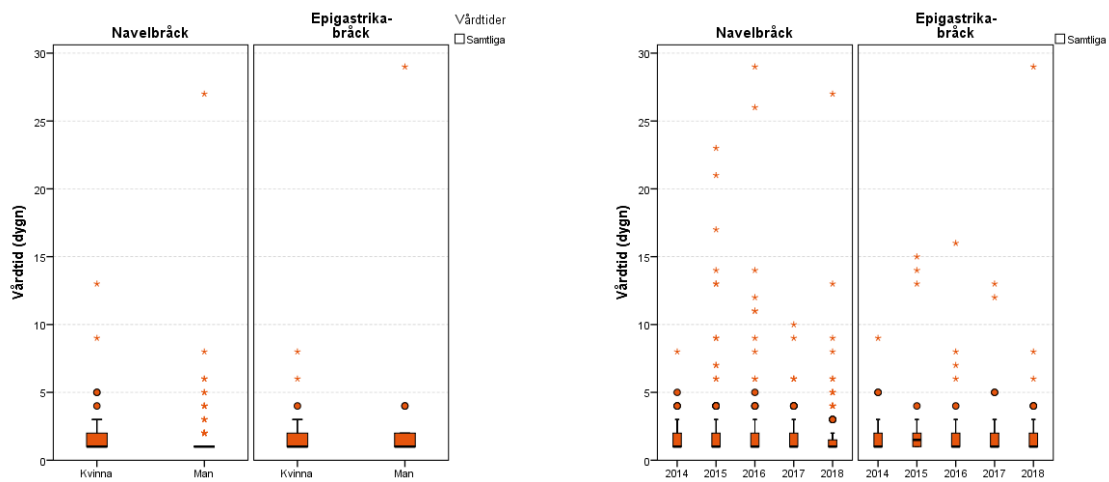 Navelbråck
Epigastrika-
bråck
Vårdtider
Samtliga
Vårdtid (dygn)
30
25
20
15
10
5
0
Kvinna Man Kvinna Man
Navelbråck
Epigastrika-
bråck
Samtliga
Vårdtid (dygn)
30
25
20
15
10
5
0
2014 2015 2016 2017 2018 2014 2015 2016 2017 2018